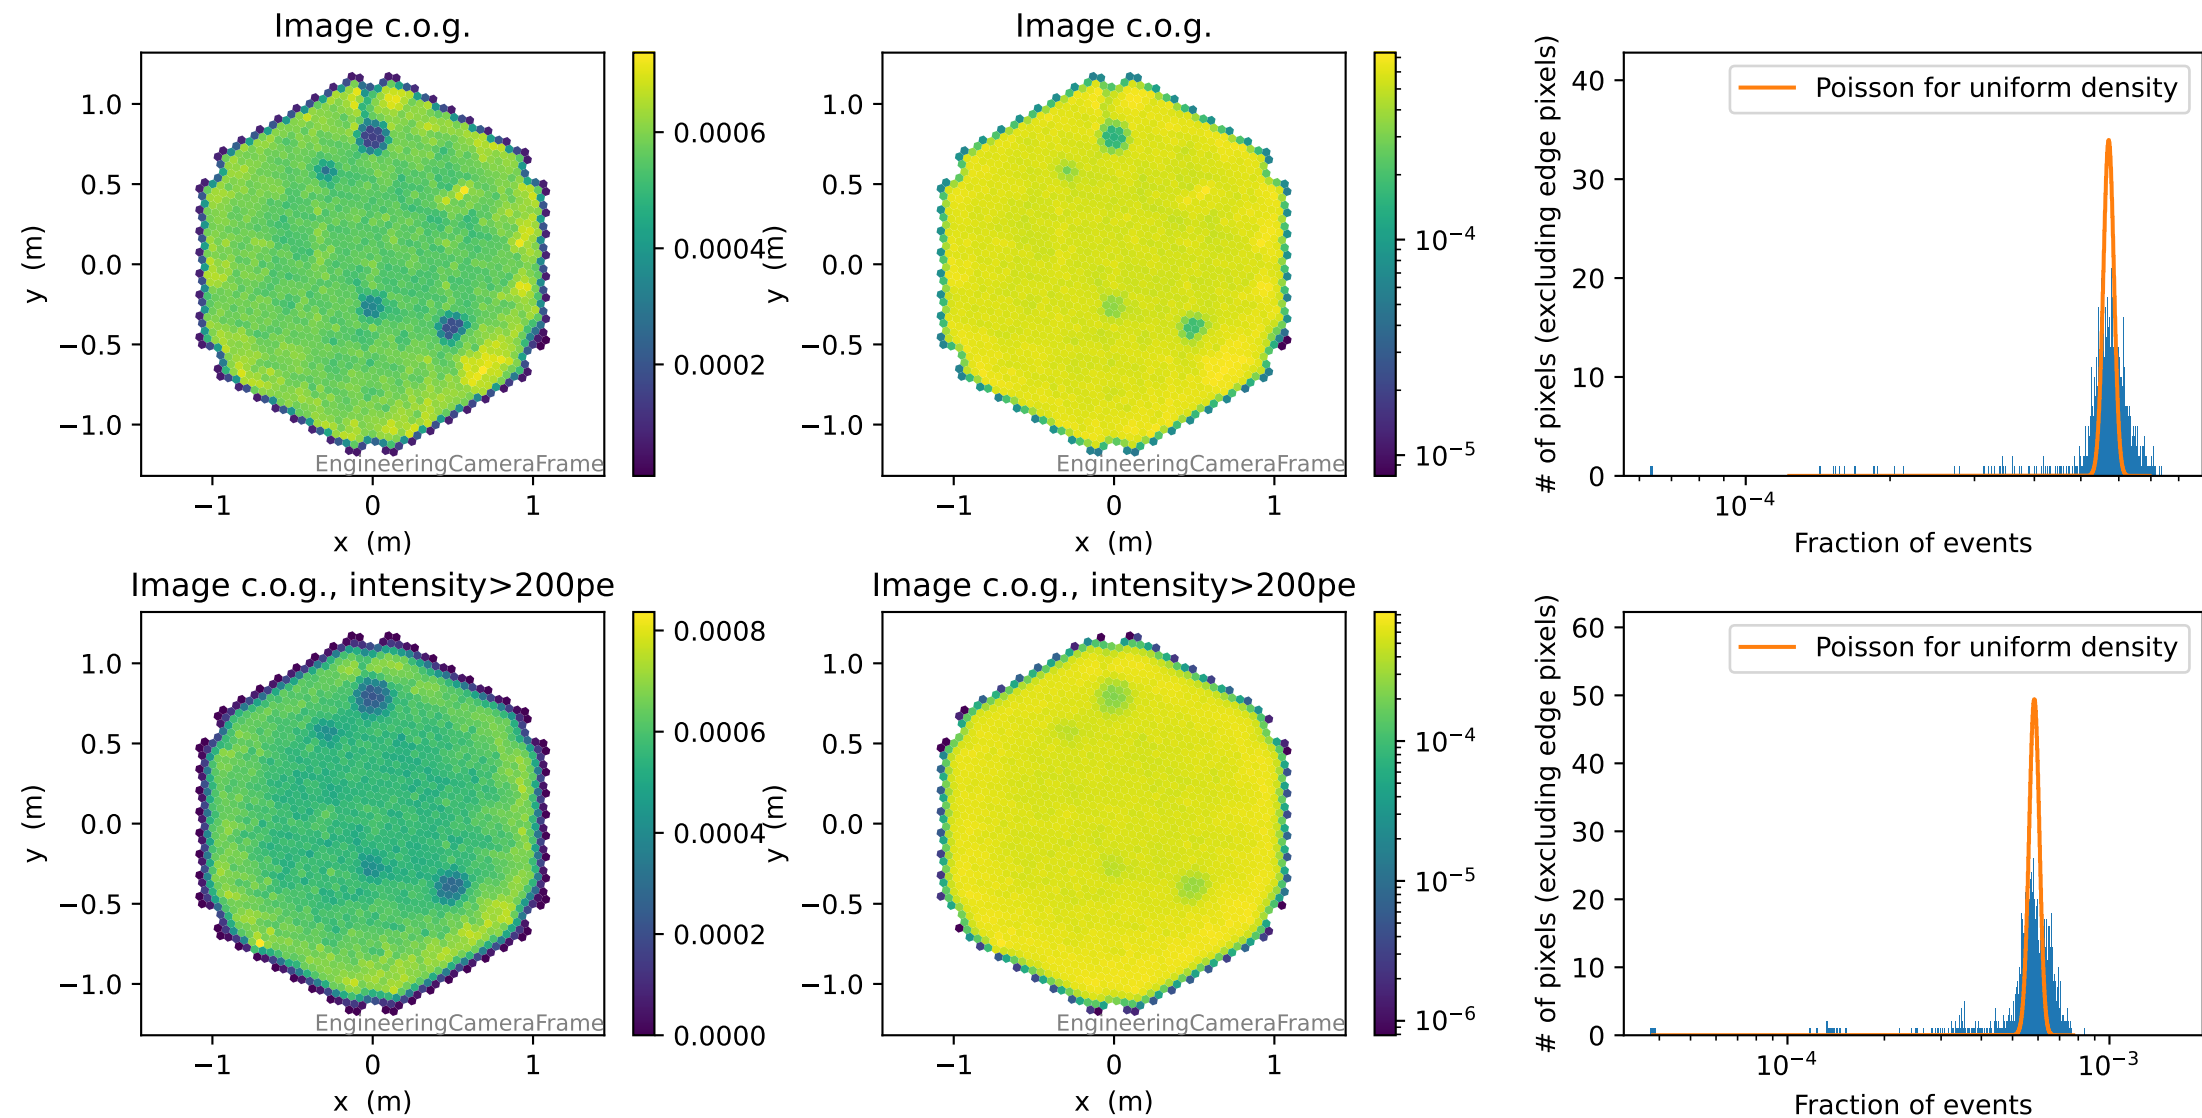 Image c.o.g.
1.0
0.5
0.0
−0.5
−1.0
y (m)
−1
0
1
x (m)
EngineeringCameraFrame
0.0006
0.0004
0.0002
Image c.o.g.
1.0
0.5
0.0
−0.5
−1.0
y (m)
−1
0
1
x (m)
EngineeringCameraFrame
10⁻⁴
10⁻⁵
# of pixels (excluding edge pixels)
40
30
20
10
0
Poisson for uniform density
10⁻⁴
Fraction of events
Image c.o.g., intensity>200pe
1.0
0.5
0.0
−0.5
−1.0
y (m)
−1
0
1
x (m)
EngineeringCameraFrame
0.0008
0.0006
0.0004
0.0002
0.0000
Image c.o.g., intensity>200pe
1.0
0.5
0.0
−0.5
−1.0
y (m)
−1
0
1
x (m)
EngineeringCameraFrame
10⁻⁴
10⁻⁵
10⁻⁶
# of pixels (excluding edge pixels)
60
50
40
30
20
10
0
Poisson for uniform density
10⁻⁴
10⁻³
Fraction of events